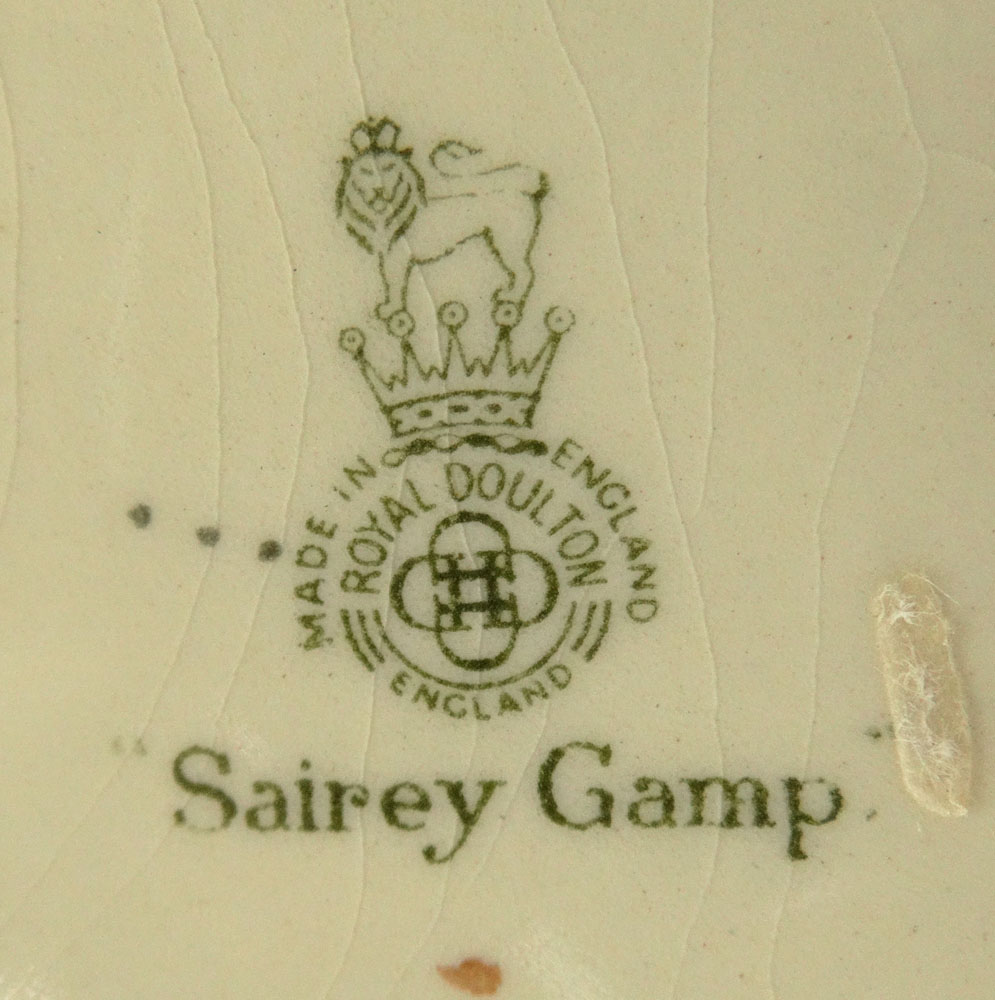 MADE IN ENGLAND
ROYAL DOULTON
ENGLAND
"Sairey Gamp"